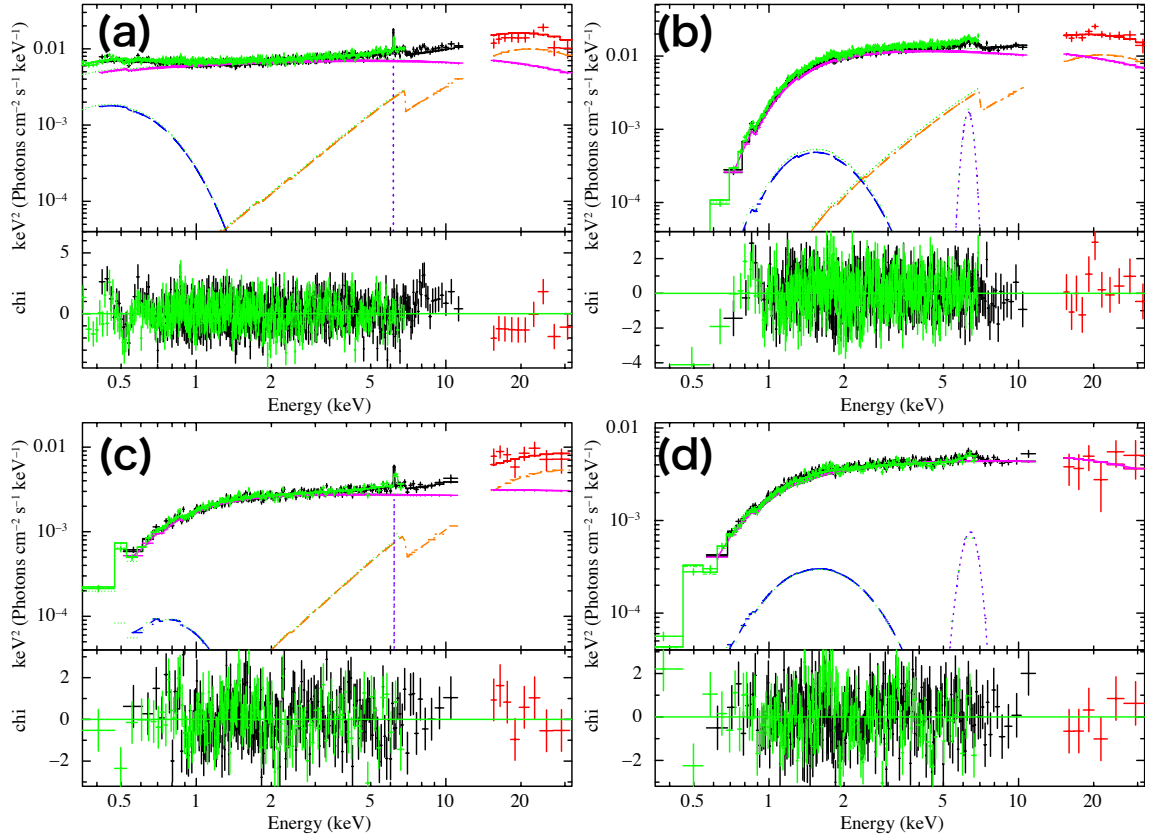 (a)
keV² (Photons cm⁻² s⁻¹ keV⁻¹)
0.01
10⁻³
10⁻⁴
chi
5
0
0.5 1 2 5 10 20
Energy (keV)
(b)
keV² (Photons cm⁻² s⁻¹ keV⁻¹)
0.01
10⁻³
10⁻⁴
chi
2
0
−2
−4
0.5 1 2 5 10 20
Energy (keV)
(c)
keV² (Photons cm⁻² s⁻¹ keV⁻¹)
0.01
10⁻³
10⁻⁴
chi
2
0
−2
0.5 1 2 5 10 20
Energy (keV)
(d)
keV² (Photons cm⁻² s⁻¹ keV⁻¹)
0.01
10⁻³
10⁻⁴
chi
2
0
−2
0.5 1 2 5 10 20
Energy (keV)